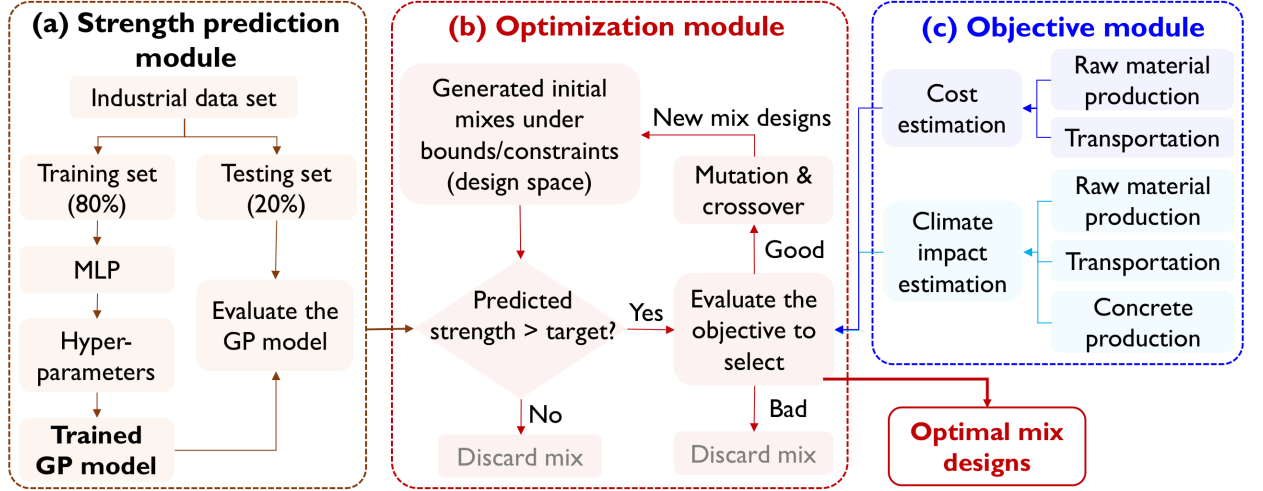 (a) Strength prediction
module
Industrial data set
Training set
(80%)
Testing set
(20%)
MLP
Hyper-
parameters
Trained
GP model
Evaluate the
GP model
(b) Optimization module
Generated initial
mixes under
bounds/constraints
(design space)
New mix designs
Mutation &
crossover
Good
Predicted
strength > target?
Yes
Evaluate the
objective to
select
No
Discard mix
Bad
Discard mix
(c) Objective module
Cost
estimation
Raw material
production
Transportation
Climate
impact
estimation
Raw material
production
Transportation
Concrete
production
Optimal mix
designs